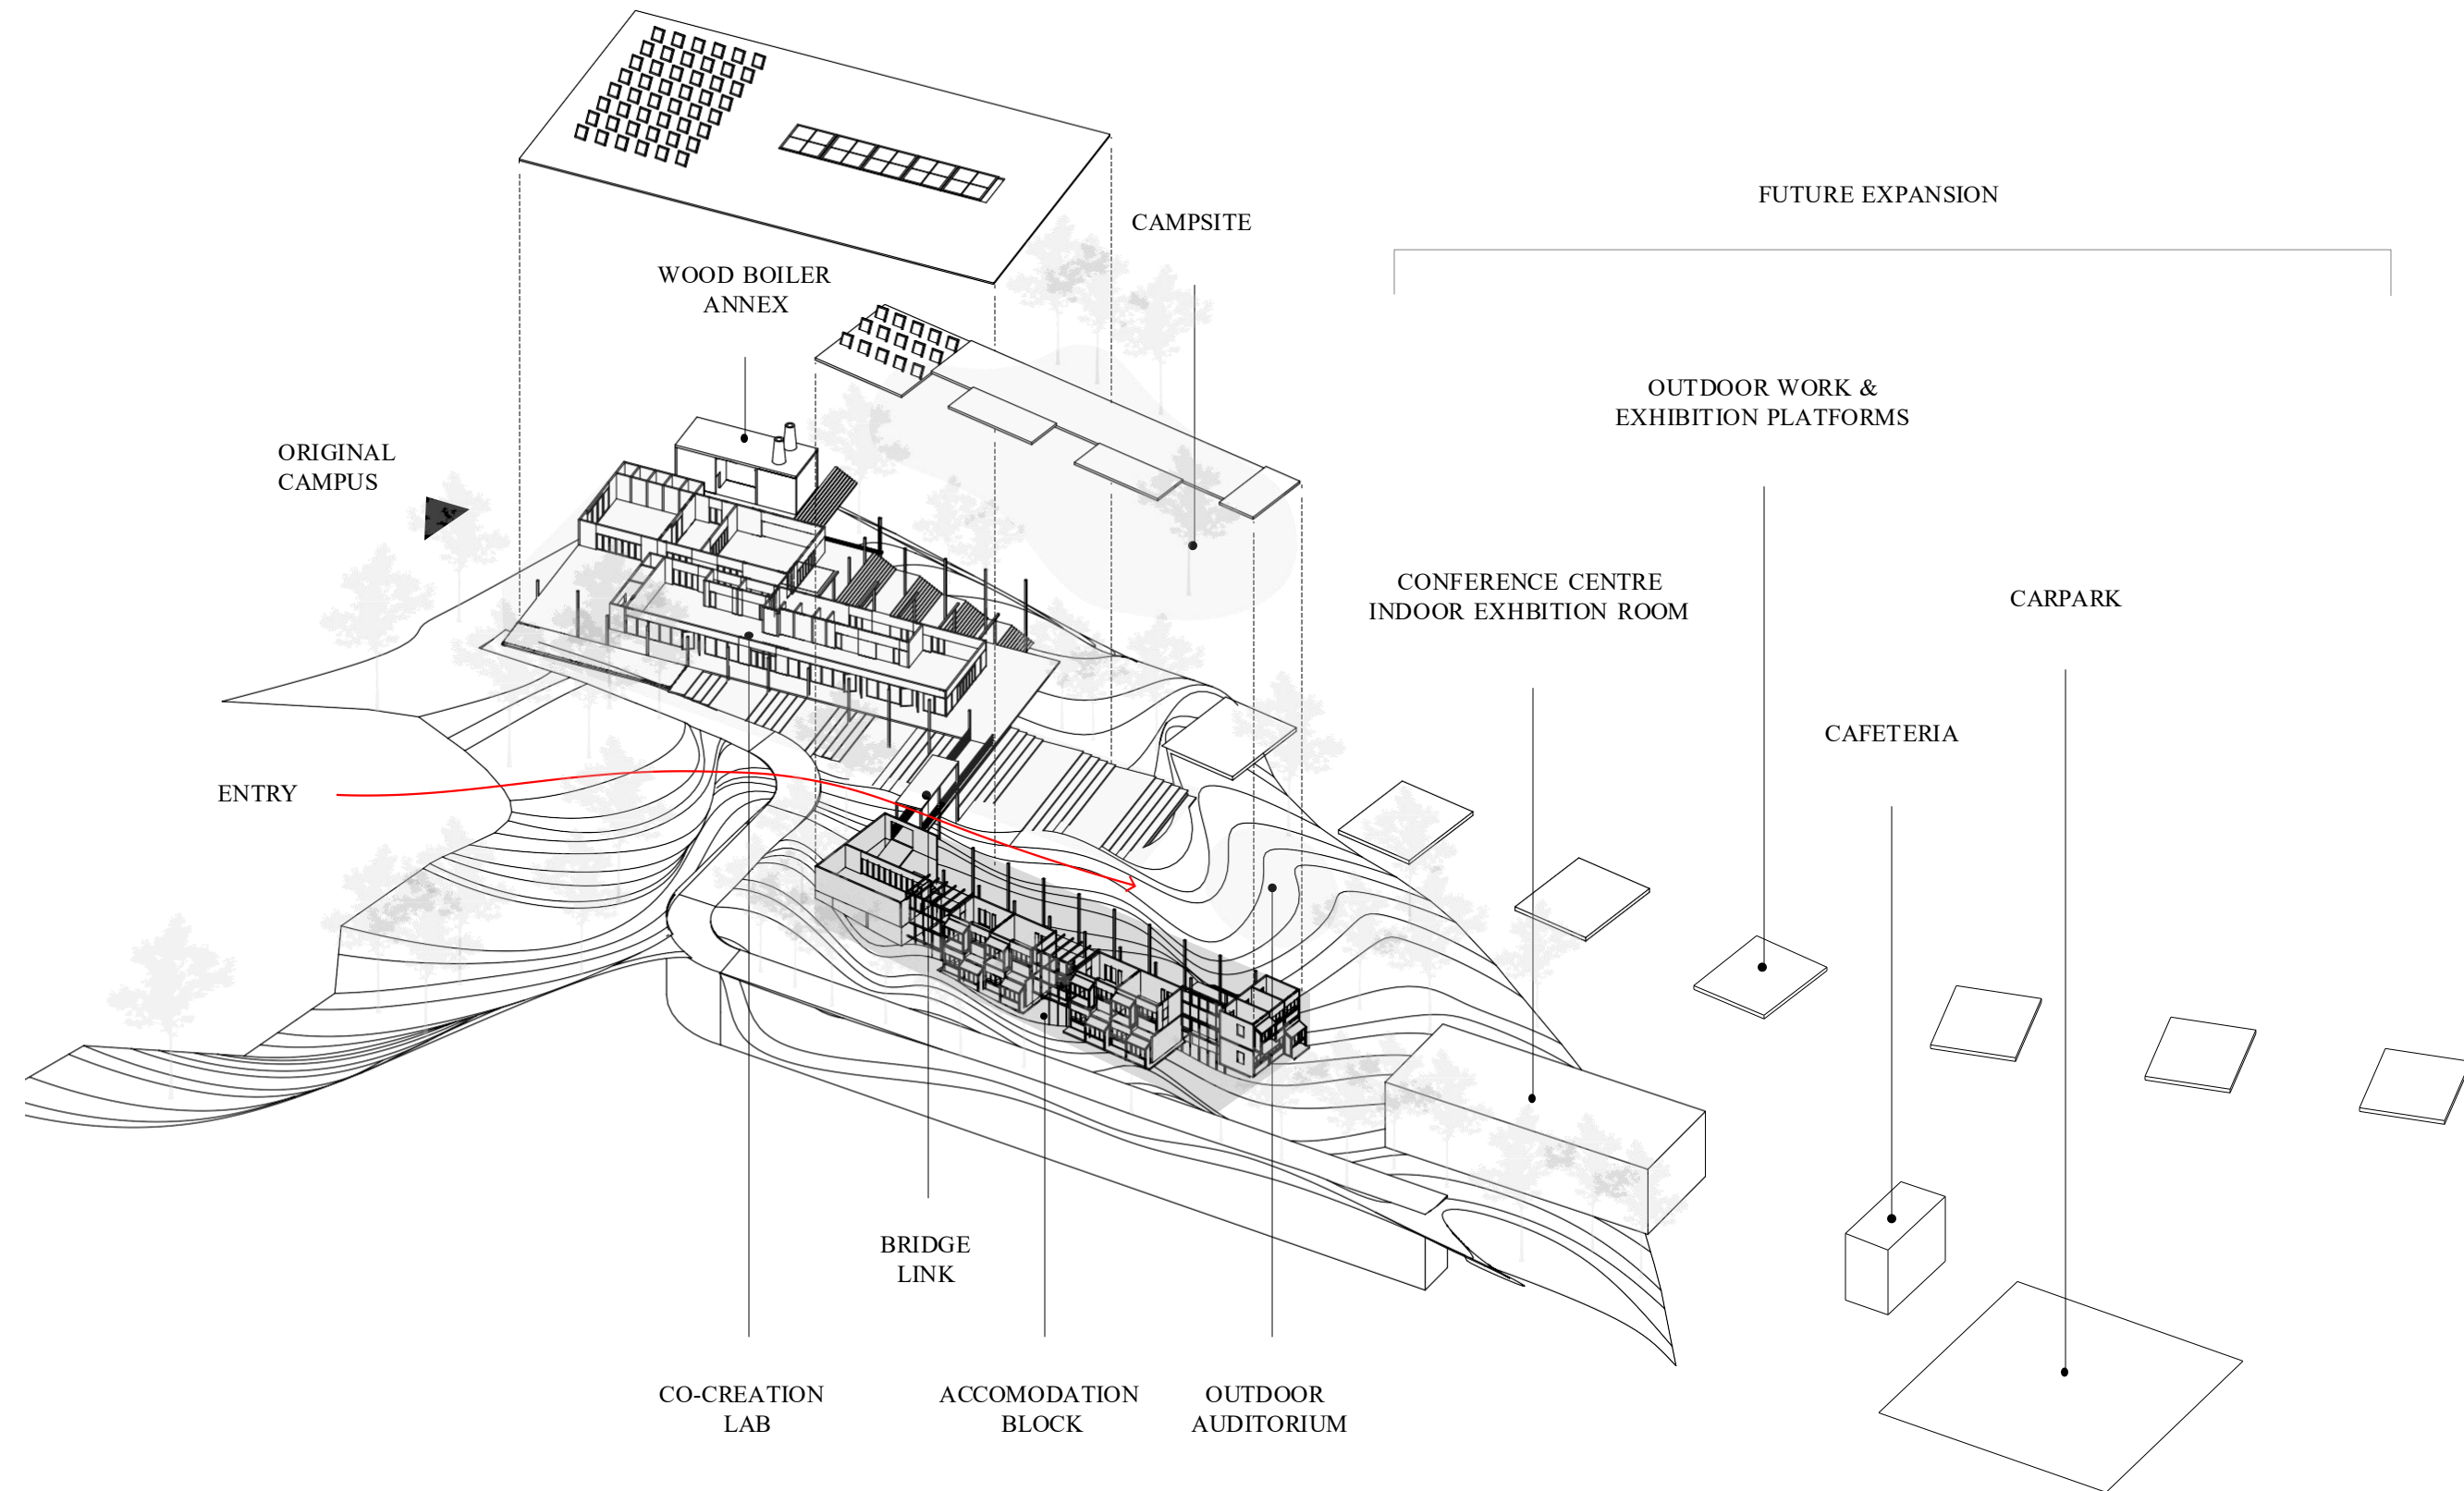 FUTURE EXPANSION
CAMPSITE
WOOD BOILER
ANNEX
OUTDOOR WORK &
EXHIBITION PLATFORMS
ORIGINAL
CAMPUS
CONFERENCE CENTRE
INDOOR EXHBITION ROOM
CARPARK
CAFETERIA
ENTRY
BRIDGE
LINK
CO-CREATION
LAB
ACCOMODATION
BLOCK
OUTDOOR
AUDITORIUM